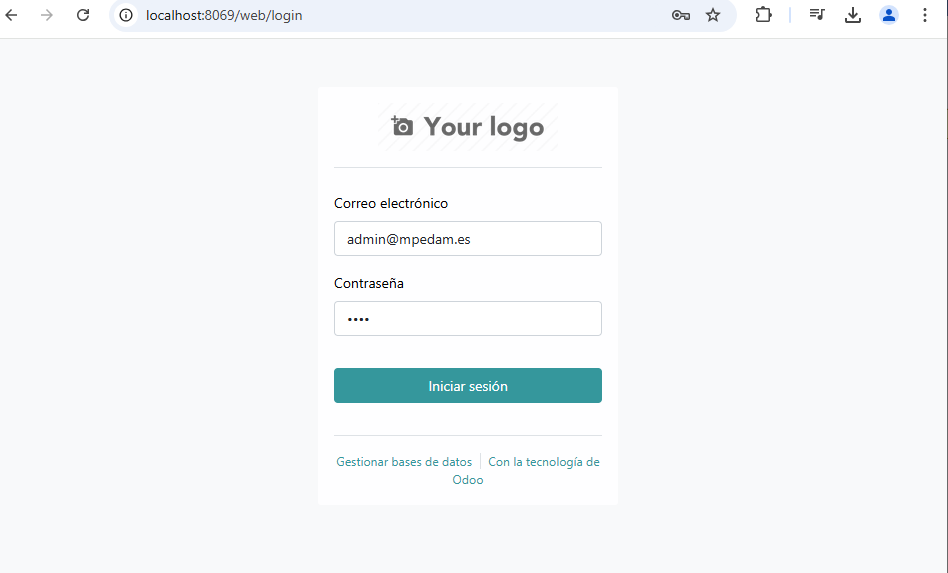 localhost:8069/web/login
Your logo
Correo electrónico
admin@mpedam.es
Contraseña
••••
Iniciar sesión
Gestionar bases de datos | Con la tecnología de
Odoo